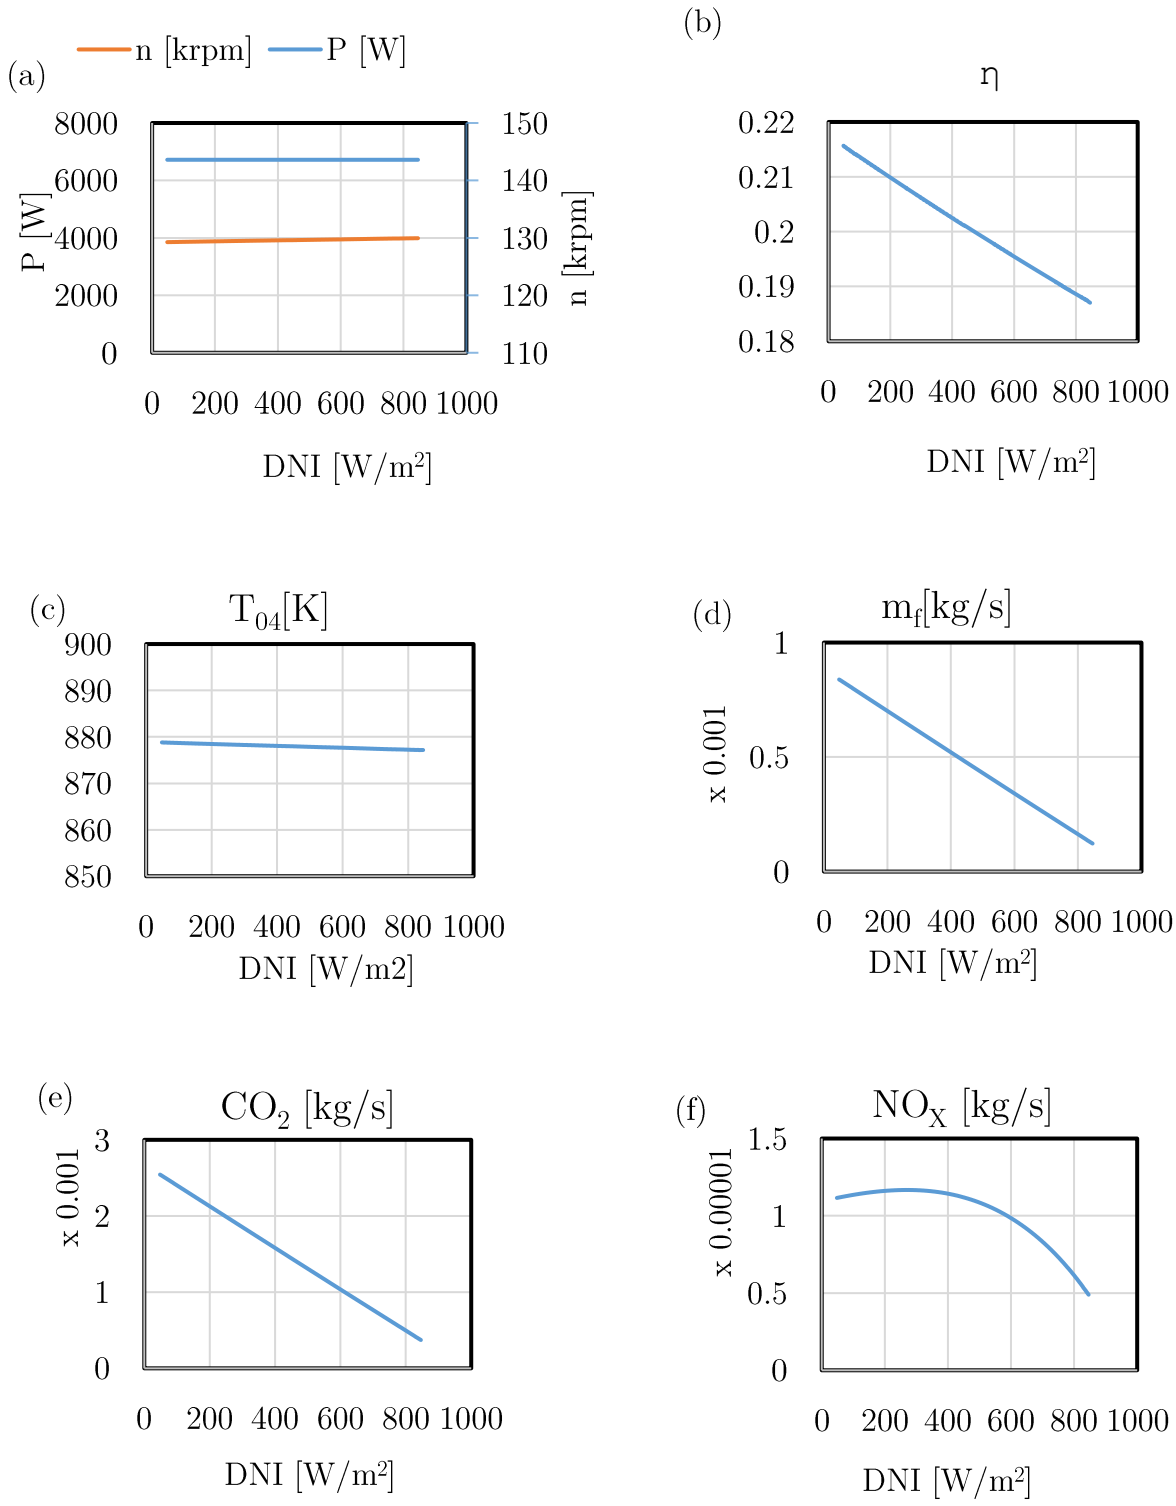 n [krpm] P [W]
(a)
8000
6000
4000
2000
0
P [W]
150
140
130
120
110
n [krpm]
0 200 400 600 800 1000
DNI [W/m²]
(b)
η
0.22
0.21
0.2
0.19
0.18
0 200 400 600 800 1000
DNI [W/m²]
(c)
T₀₄[K]
900
890
880
870
860
850
0 200 400 600 800 1000
DNI [W/m2]
(d)
m_f[kg/s]
x 0.001
1
0.5
0
0 200 400 600 800 1000
DNI [W/m²]
(e)
CO₂ [kg/s]
x 0.001
3
2
1
0
0 200 400 600 800 1000
DNI [W/m²]
(f)
NO_X [kg/s]
x 0.00001
1.5
1
0.5
0
0 200 400 600 800 1000
DNI [W/m²]